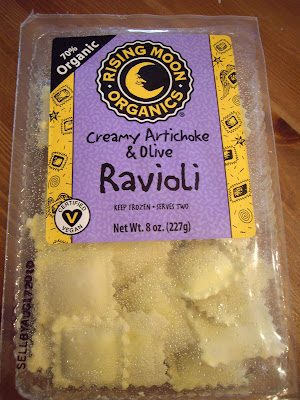 70%
Organic
RISING MOON
ORGANICS
Creamy Artichoke
& Olive
Ravioli
KEEP FROZEN • SERVES TWO
Net Wt. 8 oz. (227g)
CERTIFIED
V
VEGAN
SELLBYAUG172010